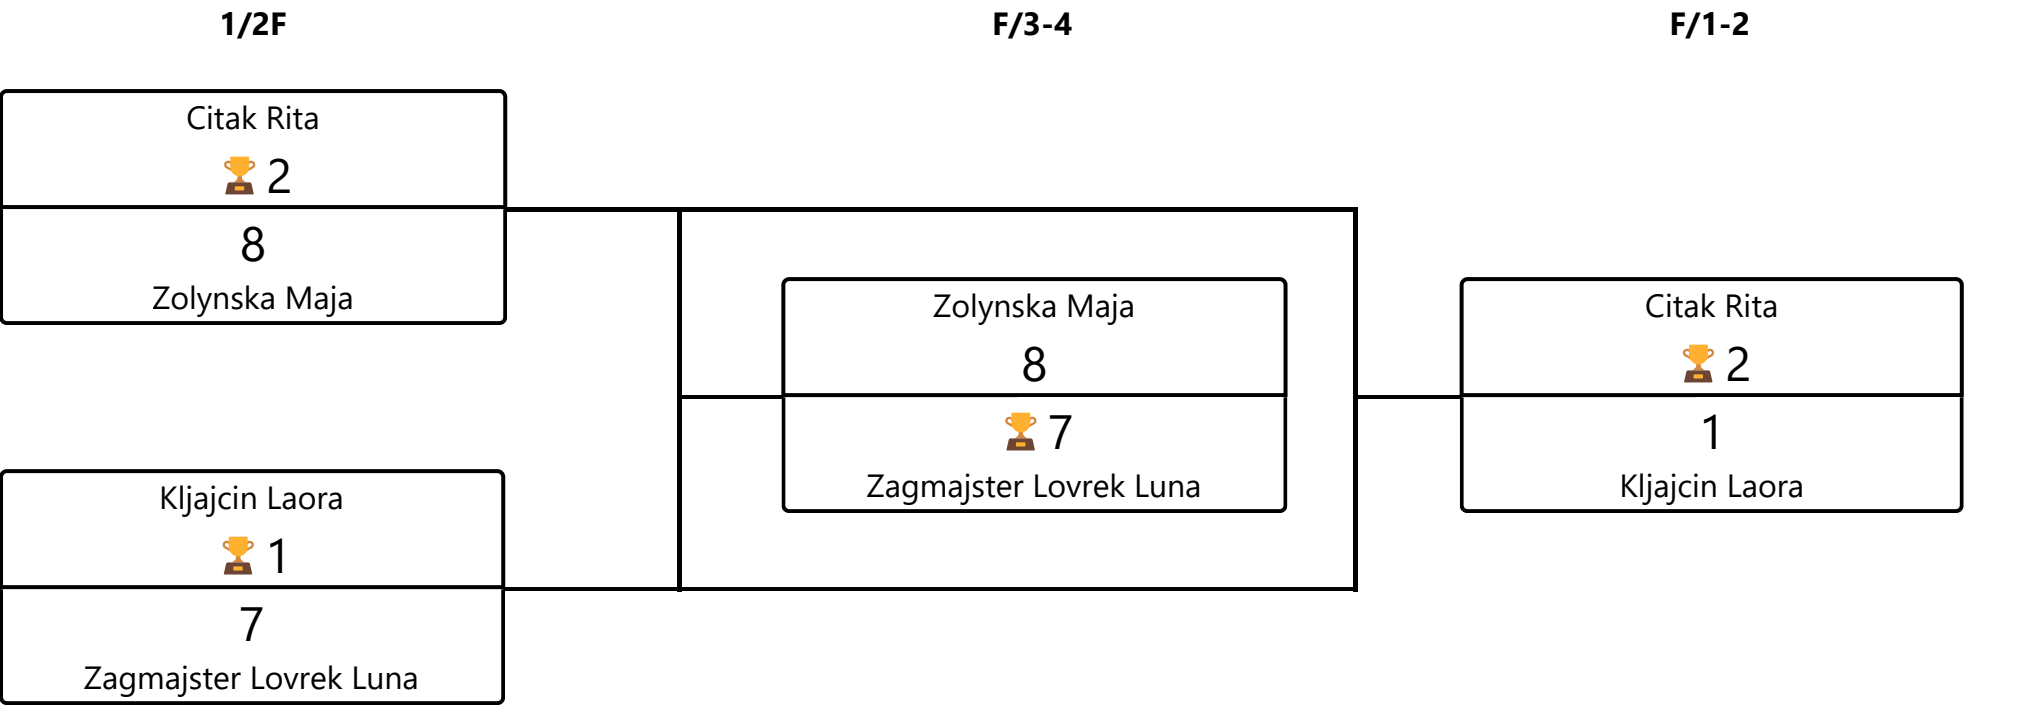 1/2F
F/3-4
F/1-2
Citak Rita
2
8
Zolynska Maja
Kljajcin Laora
1
7
Zagmajster Lovrek Luna
Zolynska Maja
8
7
Zagmajster Lovrek Luna
Citak Rita
2
1
Kljajcin Laora